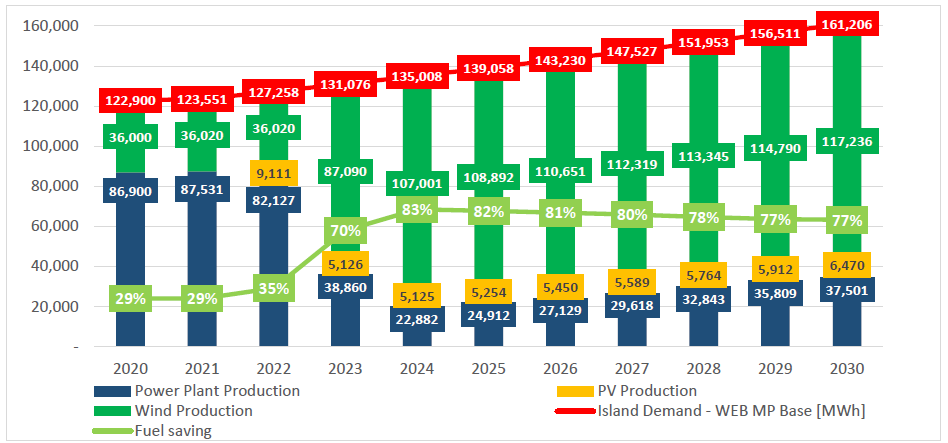 160,000
140,000
120,000
100,000
80,000
60,000
40,000
20,000
-
122,900 123,551 127,258 131,076 135,008 139,058 143,230 147,527 151,953 156,511 161,206
36,000 36,020 36,020 87,090 107,001 108,892 110,651 112,319 113,345 114,790 117,236
9,111 5,126 5,125 5,254 5,450 5,589 5,764 5,912 6,470
86,900 87,531 82,127 38,860 22,882 24,912 27,129 29,618 32,843 35,809 37,501
29% 29% 35% 70% 83% 82% 81% 80% 78% 77% 77%
2020 2021 2022 2023 2024 2025 2026 2027 2028 2029 2030
Power Plant Production PV Production
Wind Production Island Demand - WEB MP Base [MWh]
Fuel saving